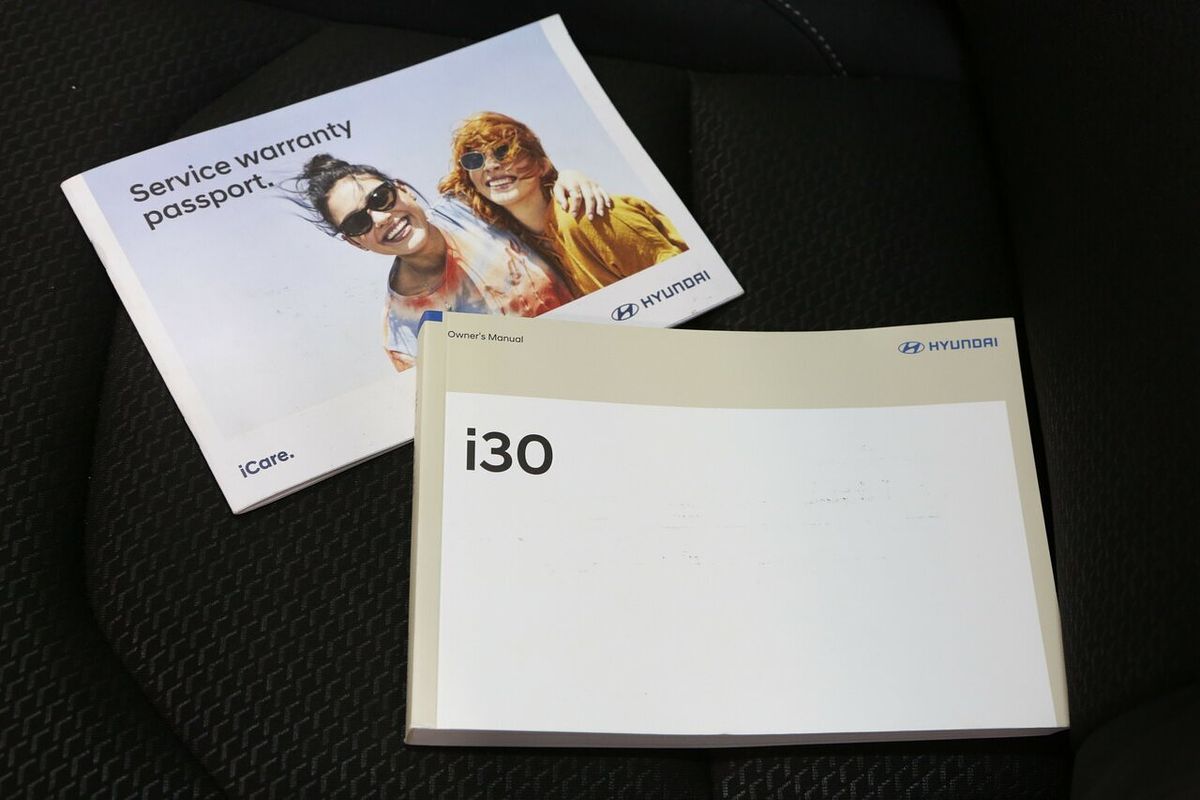 Service warranty
passport.
HYUNDAI
iCare.
Owner's Manual
HYUNDAI
i30